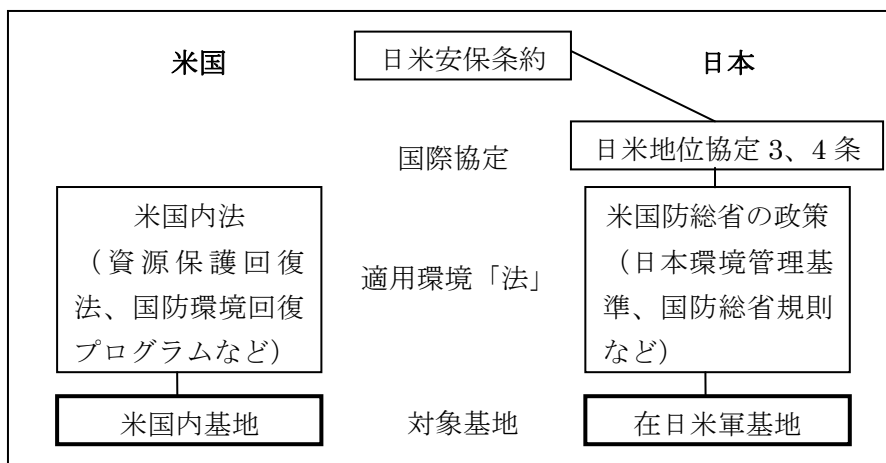 日米安保条約
米国
日本
国際協定
日米地位協定 3、4 条
米国内法
（資源保護回復
法、国防環境回復
プログラムなど）
適用環境「法」
米国防総省の政策
（日本環境管理基
準、国防総省規則
など）
米国内基地
対象基地
在日米軍基地